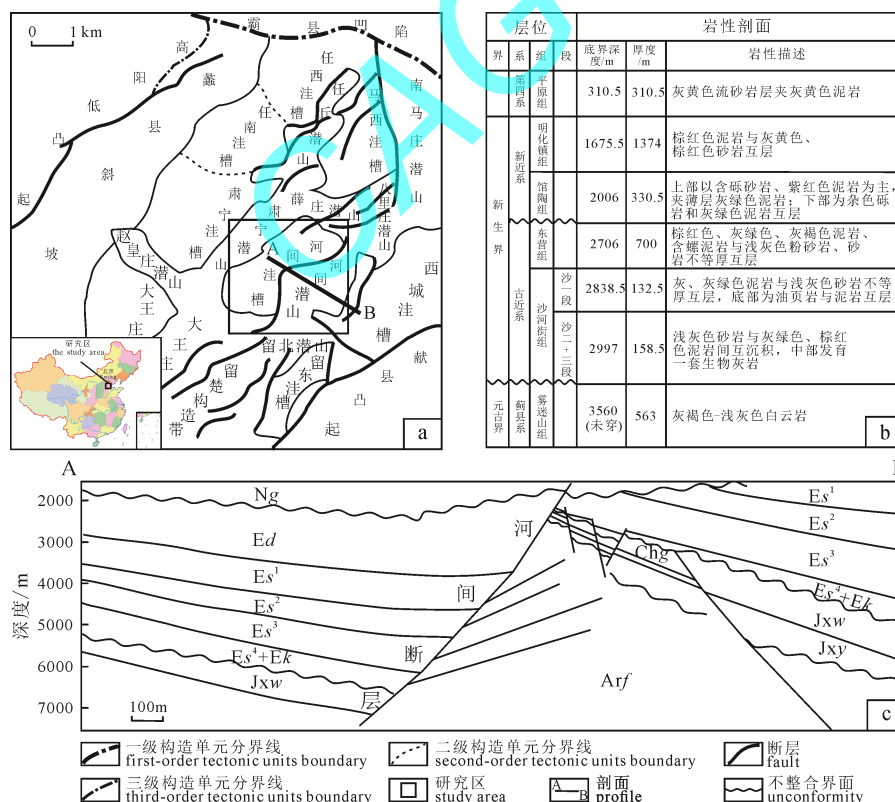 0 1 km
霸县凹陷
高阳低凸起
蠡县斜坡
任西洼槽
任丘潜山
任南洼槽
马西洼槽
南马庄潜山
八里庄潜山
薛庄潜山
肃宁潜山
肃宁洼槽
河间潜山
河间洼槽
A
B
赵皇庄潜山
大王庄
大王庄
留北潜山
留楚构造带
留东洼槽
西城洼槽
献县凸起
研究区
the study area
北京
a
层位 岩性剖面
界 系 组 段 底界深度/m 厚度/m 岩性描述
新生界
第四系 平原组 310.5 310.5 灰黄色流砂岩层夹灰黄色泥岩
新近系 明化镇组 1675.5 1374 棕红色泥岩与灰黄色、
棕红色砂岩互层
馆陶组 2006 330.5 上部以含砾砂岩、紫红色泥岩为主,
夹薄层灰绿色泥岩; 下部为杂色砾
岩和灰绿色泥岩互层
古近系 东营组 2706 700 棕红色、灰绿色、灰褐色泥岩、
含螺泥岩与浅灰色粉砂岩、砂
岩不等厚互层
沙河街组 沙一段 2838.5 132.5 灰、灰绿色泥岩与浅灰色砂岩不等
厚互层, 底部为油页岩与泥岩互层
沙二+三段 2997 158.5 浅灰色砂岩与灰绿色、棕红
色泥岩间互沉积, 中部发育
一套生物灰岩
元古界 蓟县系 雾迷山组 3560
(未穿) 563 灰褐色-浅灰色白云岩
b
A
深度/m
2000
3000
4000
5000
6000
7000
Ng
Ed
Es¹
Es²
Es³
Es⁴+Ek
Jxw
河间断层
Chg
Arf
Es¹
Es²
Es³
Es⁴+Ek
Jxw
Jxy
100m
c
一级构造单元分界线
first-order tectonic units boundary
二级构造单元分界线
second-order tectonic units boundary
断层
fault
三级构造单元分界线
third-order tectonic units boundary
研究区
study area
A
B
剖面
profile
不整合界面
unconformity
CAG